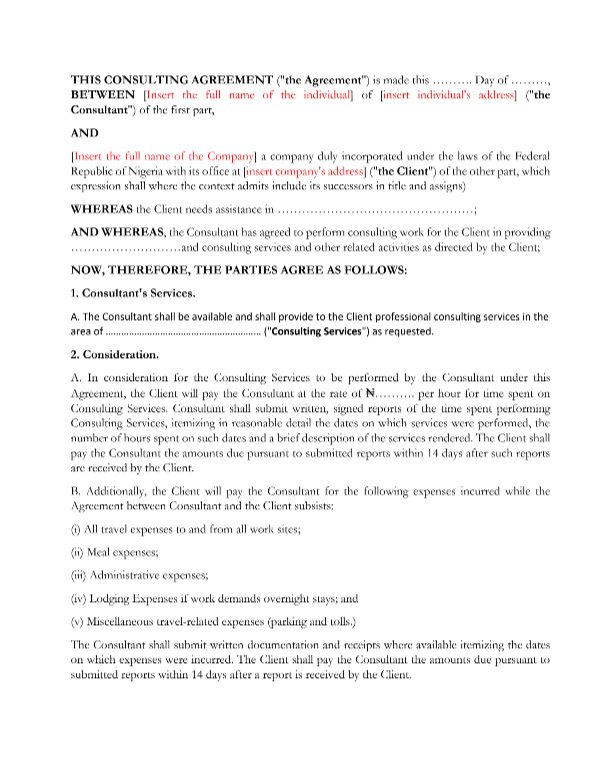 THIS CONSULTING AGREEMENT ("the Agreement") is made this ………. Day of ………,
BETWEEN [Insert the full name of the individual] of [insert individual's address] ("the
Consultant") of the first part,
AND
[Insert the full name of the Company] a company duly incorporated under the laws of the Federal
Republic of Nigeria with its office at [insert company's address] ("the Client") of the other part, which
expression shall where the context admits include its successors in title and assigns)
WHEREAS the Client needs assistance in …………………………………………;
AND WHEREAS, the Consultant has agreed to perform consulting work for the Client in providing
………………………and consulting services and other related activities as directed by the Client;
NOW, THEREFORE, THE PARTIES AGREE AS FOLLOWS:
1. Consultant's Services.
A. The Consultant shall be available and shall provide to the Client professional consulting services in the
area of ............................................................ ("Consulting Services") as requested.
2. Consideration.
A. In consideration for the Consulting Services to be performed by the Consultant under this
Agreement, the Client will pay the Consultant at the rate of ₦………. per hour for time spent on
Consulting Services. Consultant shall submit written, signed reports of the time spent performing
Consulting Services, itemizing in reasonable detail the dates on which services were performed, the
number of hours spent on such dates and a brief description of the services rendered. The Client shall
pay the Consultant the amounts due pursuant to submitted reports within 14 days after such reports
are received by the Client.
B. Additionally, the Client will pay the Consultant for the following expenses incurred while the
Agreement between Consultant and the Client subsists:
(i) All travel expenses to and from all work sites;
(ii) Meal expenses;
(iii) Administrative expenses;
(iv) Lodging Expenses if work demands overnight stays; and
(v) Miscellaneous travel-related expenses (parking and tolls.)
The Consultant shall submit written documentation and receipts where available itemizing the dates
on which expenses were incurred. The Client shall pay the Consultant the amounts due pursuant to
submitted reports within 14 days after a report is received by the Client.